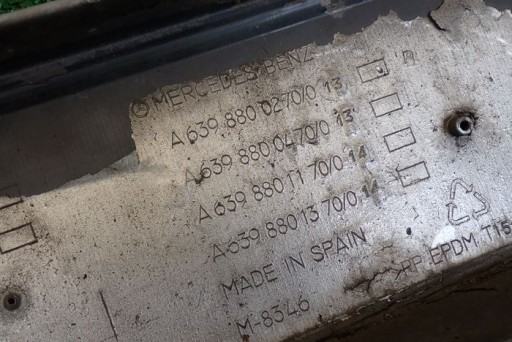 MERCEDES-BENZ
A 639 880 0270/0 13 R
A 639 880 0470/0 13
A 639 880 11 70/0 14
A 639 880 13 70/0 14
MADE IN SPAIN
M-8346 >PP EPDM T15